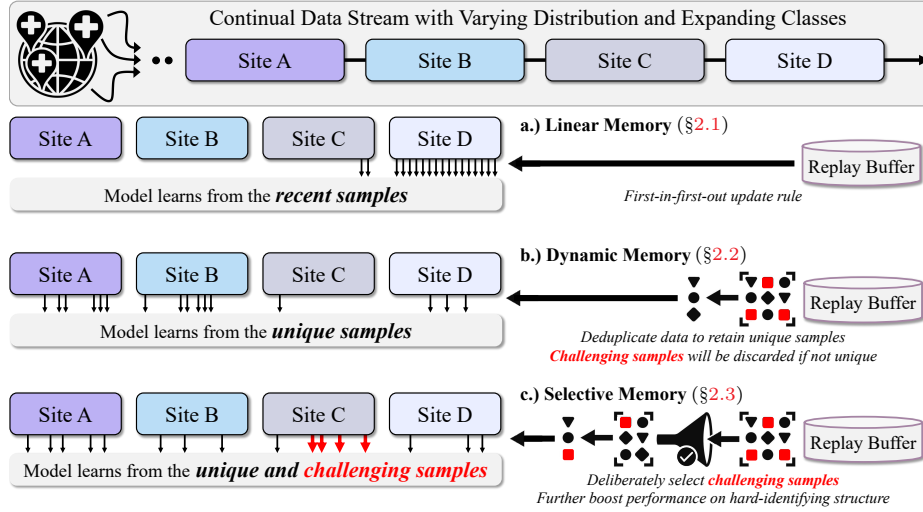 Continual Data Stream with Varying Distribution and Expanding Classes
Site A
Site B
Site C
Site D
Site A
Site B
Site C
Site D
Model learns from the recent samples
a.) Linear Memory (§2.1)
First-in-first-out update rule
Replay Buffer
Site A
Site B
Site C
Site D
Model learns from the unique samples
b.) Dynamic Memory (§2.2)
Deduplicate data to retain unique samples
Challenging samples will be discarded if not unique
Replay Buffer
Site A
Site B
Site C
Site D
Model learns from the unique and challenging samples
c.) Selective Memory (§2.3)
Deliberately select challenging samples
Further boost performance on hard-identifying structure
Replay Buffer